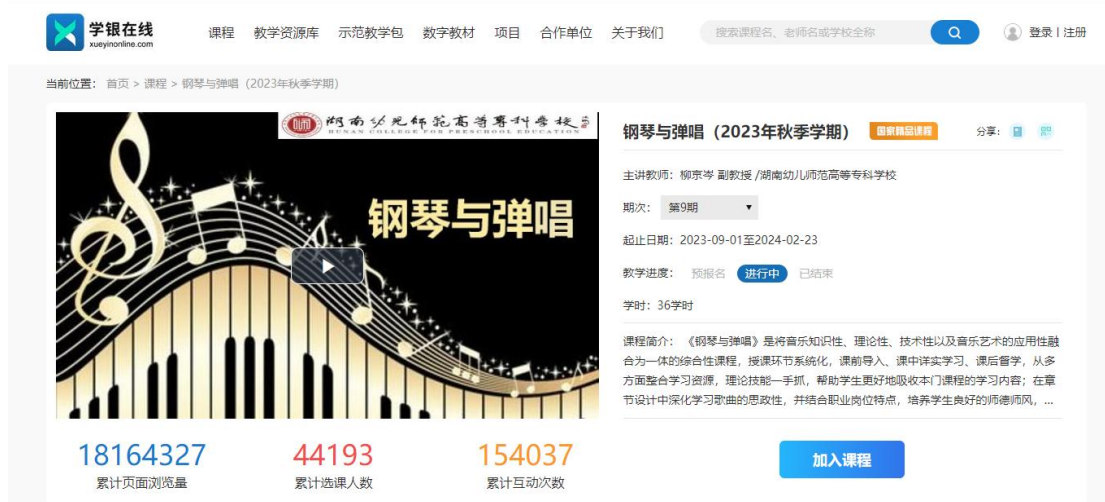 学银在线
xueyinonline.com
课程 教学资源库 示范教学包 数字教材 项目 合作单位 关于我们
搜索课程名、老师名或学校全称
登录 | 注册
当前位置: 首页 > 课程 > 钢琴与弹唱 (2023年秋季学期)
湖南幼儿师范高等专科学校
HUNAN COLLEGE FOR PRESCHOOL EDUCATION
钢琴与弹唱
钢琴与弹唱 (2023年秋季学期)
国家精品课程
分享:
主讲教师: 柳京岑 副教授 /湖南幼儿师范高等专科学校
期次: 第9期
起止日期: 2023-09-01至2024-02-23
教学进度: 预报名 进行中 已结束
学时: 36学时
课程简介: 《钢琴与弹唱》是将音乐知识性、理论性、技术性以及音乐艺术的应用性融
合为一体的综合性课程, 授课环节系统化, 课前导入、课中详实学习、课后督学, 从多
方面整合学习资源, 理论技能一手抓, 帮助学生更好地吸收本门课程的学习内容; 在章
节设计中深化学习歌曲的思政性, 并结合职业岗位特点, 培养学生良好的师德师风, ...
18164327
累计页面浏览量
44193
累计选课人数
154037
累计互动次数
加入课程